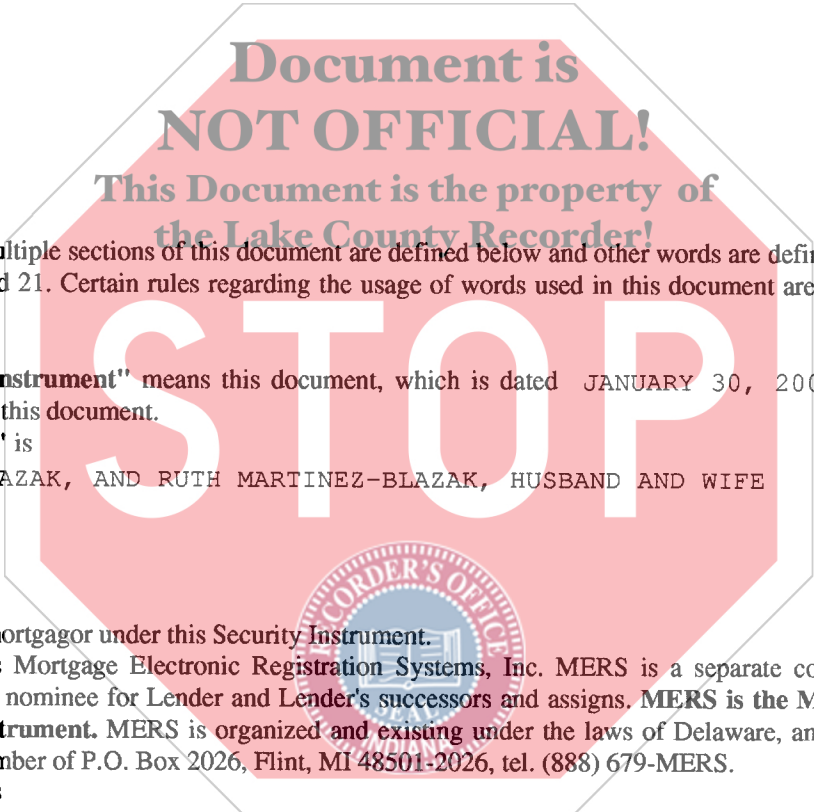 Document is
NOT OFFICIAL!
This Document is the property of
the Lake County Recorder!
ltiple sections of this document are defined below and other words are defi
d 21. Certain rules regarding the usage of words used in this document are
STOP
nstrument" means this document, which is dated JANUARY 30, 200
this document.
" is
AZAK, AND RUTH MARTINEZ-BLAZAK, HUSBAND AND WIFE
RECORDER'S OFFICE
SEAL
INDIANA
ortgagor under this Security Instrument.
s Mortgage Electronic Registration Systems, Inc. MERS is a separate co
nominee for Lender and Lender's successors and assigns. MERS is the M
trument. MERS is organized and existing under the laws of Delaware, an
mber of P.O. Box 2026, Flint, MI 48501-2026, tel. (888) 679-MERS.